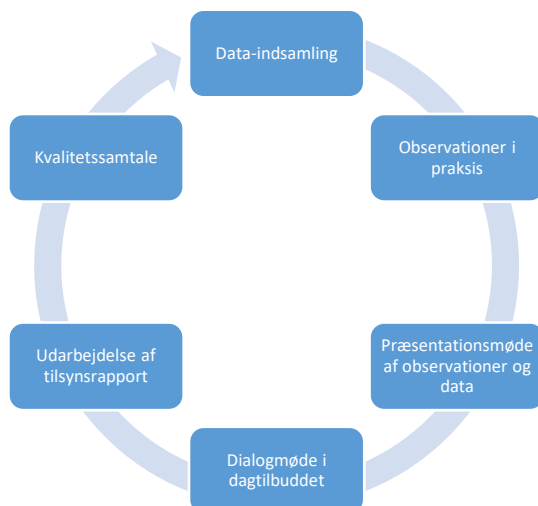 Data-indsamling
Observationer i
praksis
Præsentationsmøde
af observationer og
data
Dialogmøde i
dagtilbuddet
Udarbejdelse af
tilsynsrapport
Kvalitetssamtale